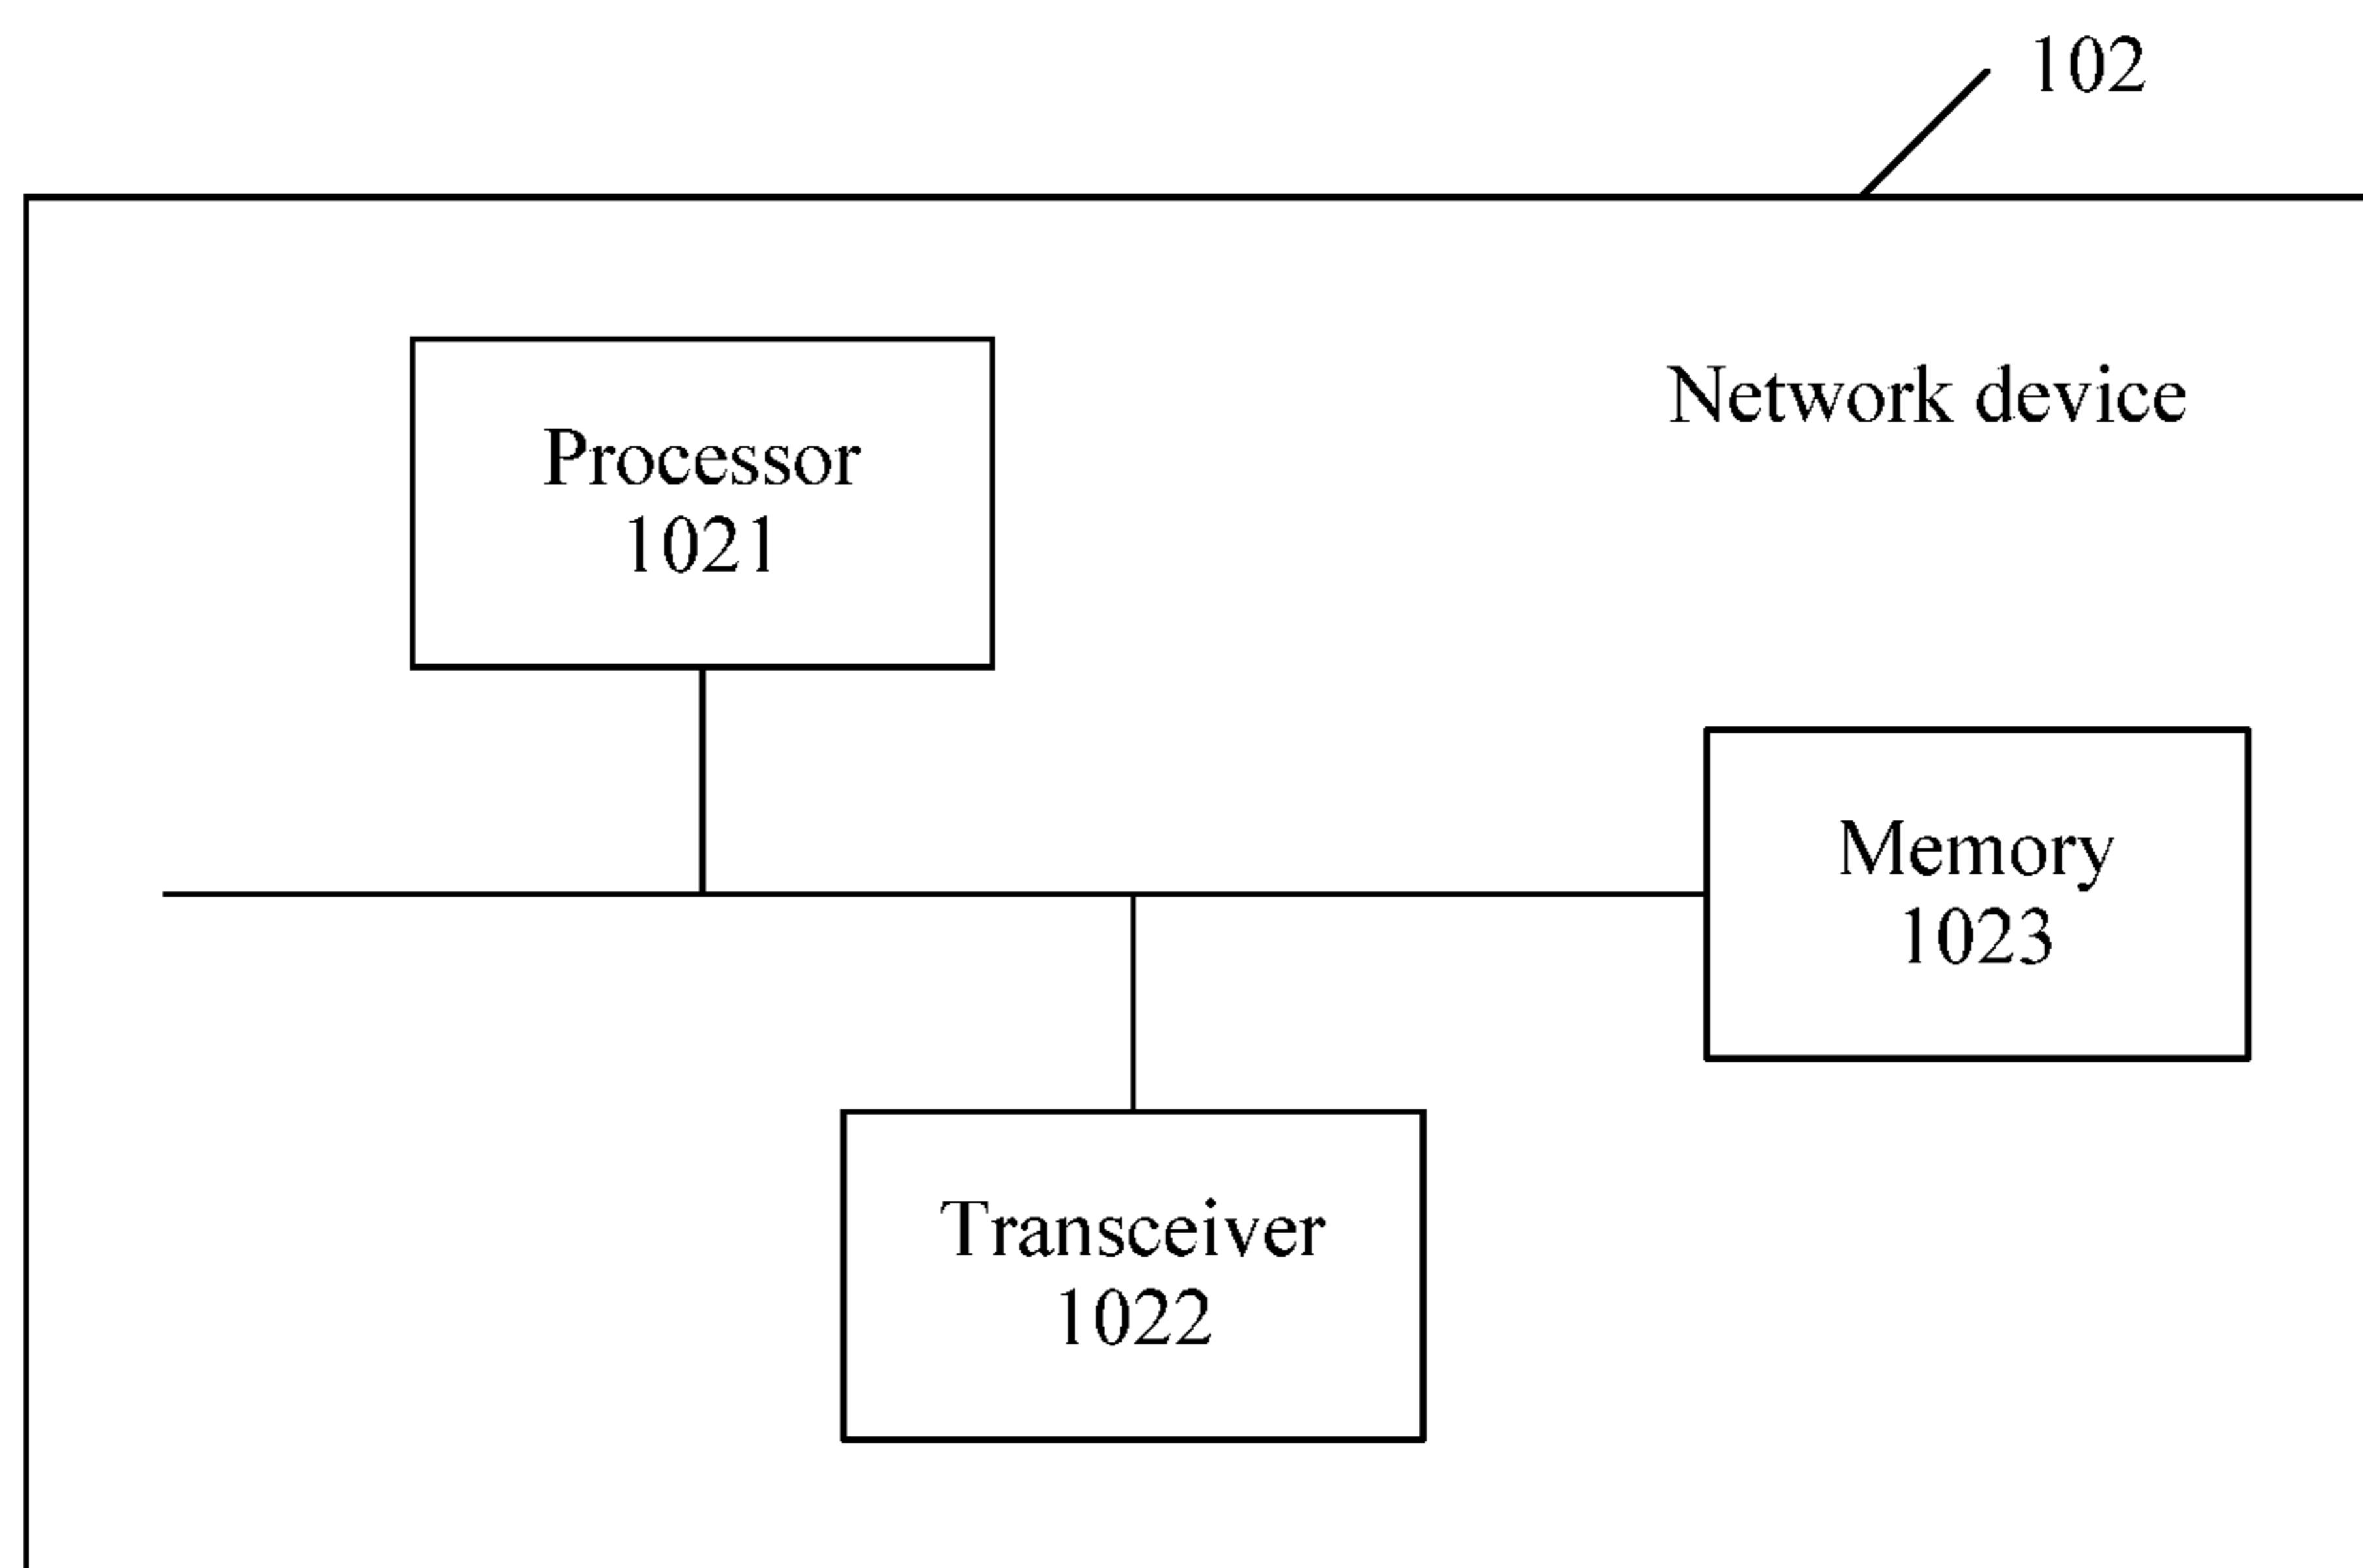 102
Network device
Processor
1021
Memory
1023
Transceiver
1022